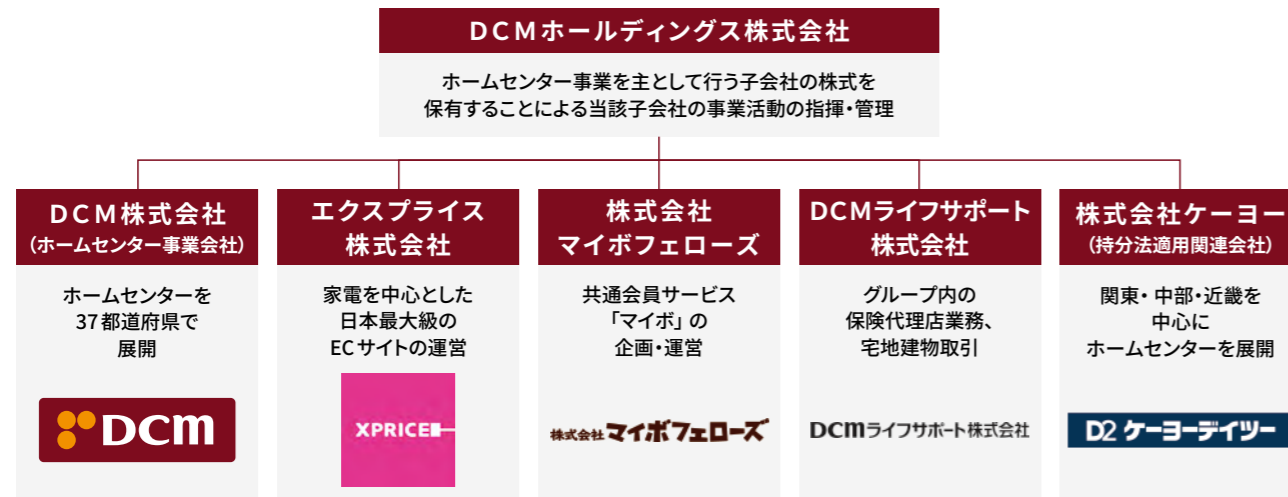 DCMホールディングス株式会社
ホームセンター事業を主として行う子会社の株式を
保有することによる当該子会社の事業活動の指揮・管理
DCM株式会社
(ホームセンター事業会社)
ホームセンターを
37都道府県で
展開
DCM
エクスプライス
株式会社
家電を中心とした
日本最大級の
ECサイトの運営
XPRICE
株式会社
マイボフェローズ
共通会員サービス
「マイボ」の
企画・運営
株式会社マイボフェローズ
DCMライフサポート
株式会社
グループ内の
保険代理店業務、
宅地建物取引
DCMライフサポート株式会社
株式会社ケーヨー
(持分法適用関連会社)
関東・中部・近畿を
中心に
ホームセンターを展開
D2 ケーヨーデイツー